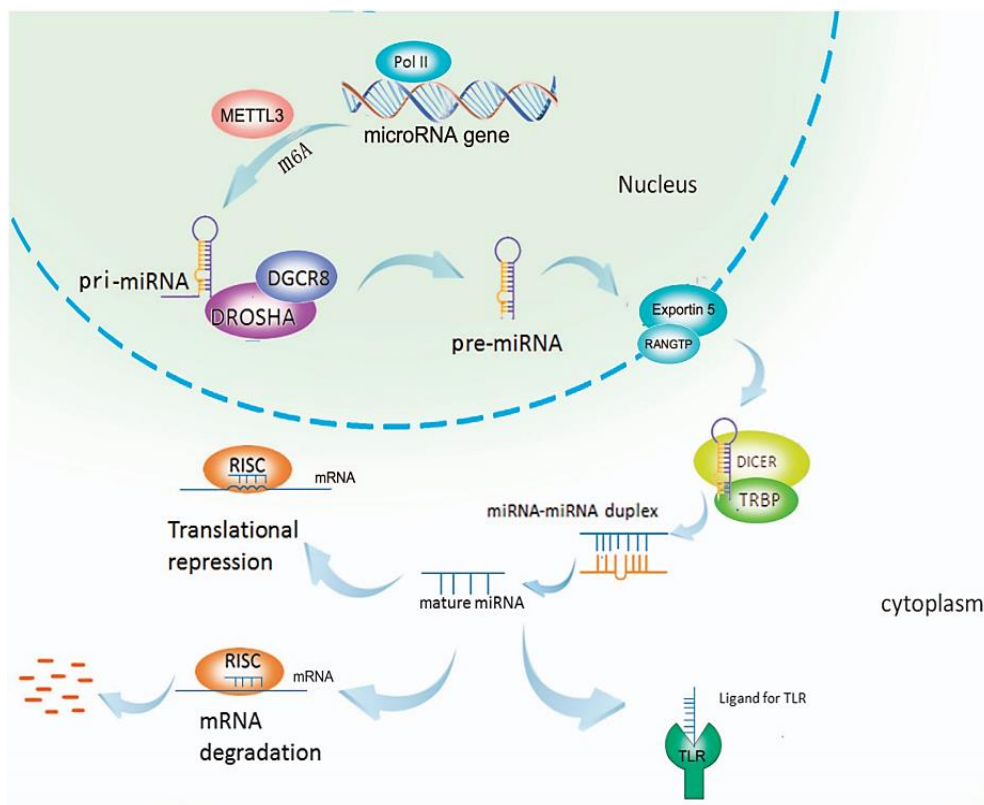 Pol II
METTL3
microRNA gene
m6A
Nucleus
pri-miRNA
DGCR8
DROSHA
pre-miRNA
Exportin 5
RANGTP
RISC
mRNA
DICER
TRBP
miRNA-miRNA duplex
Translational
repression
mature miRNA
cytoplasm
RISC
mRNA
mRNA
degradation
Ligand for TLR
TLR